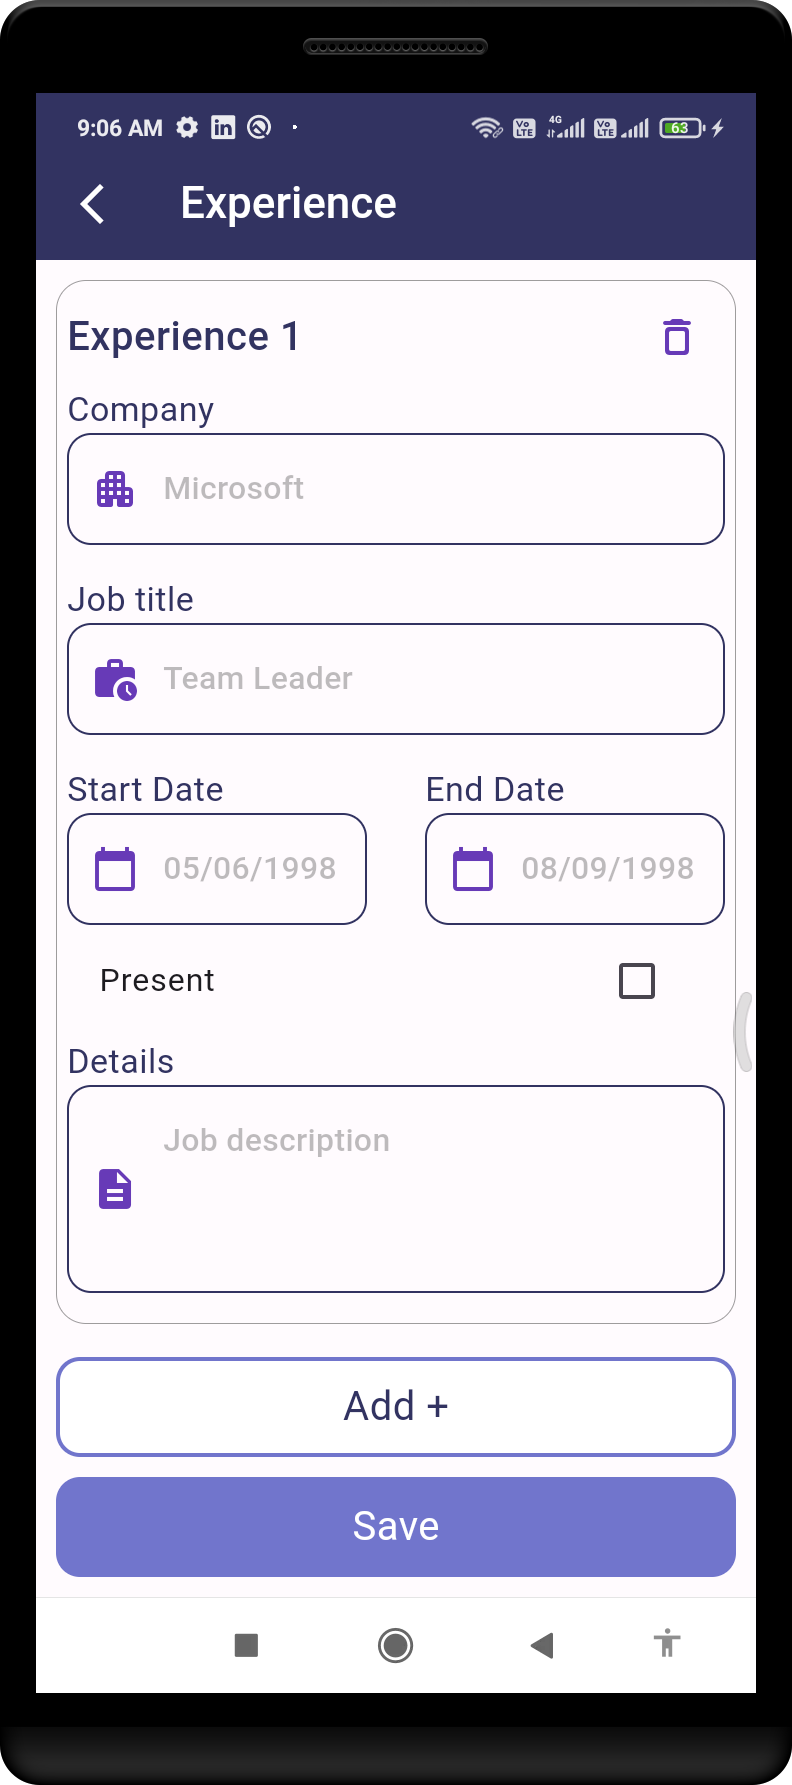 9:06 AM in Vo LTE 4G Vo LTE 63
Experience
Experience 1
Company
Microsoft
Job title
Team Leader
Start Date End Date
05/06/1998 08/09/1998
Present
Details
Job description
Add +
Save